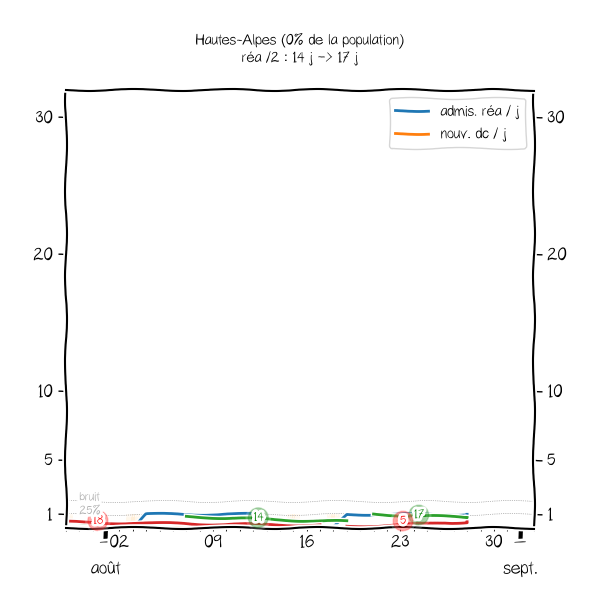 Hautes-Alpes (0% de la population)
réa /2 : 14 j -> 17 j
admis. réa / j
nouv. dc / j
30
30
20
20
10
10
5
5
bruit
25%
1
1
18
14
5
17
02
09
16
23
30
août
sept.